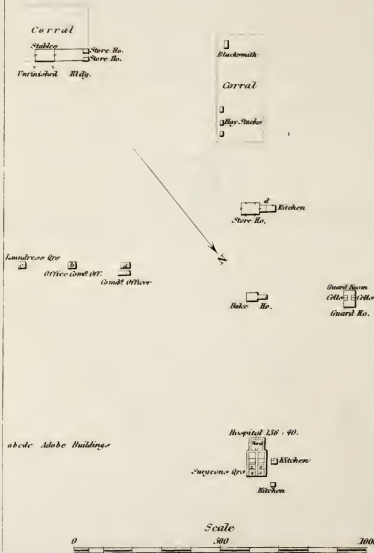 Corral
Stables
Store Ho.
Store Ho.
Unfinished Bldg.
Blacksmith
Corral
Hay Stacks
d
Kitchen
Store Ho.
N
Laundress Qrs
Office Comd'g. Off.
Comd'g. Officer
Bake Ho.
Guard Room
Cells
Cells
Guard Ho.
abcde Adobe Buildings
Hospital 136 × 40.
Ward
Surgeons Qrs
Kitchen
Kitchen
Scale
0 500 1000